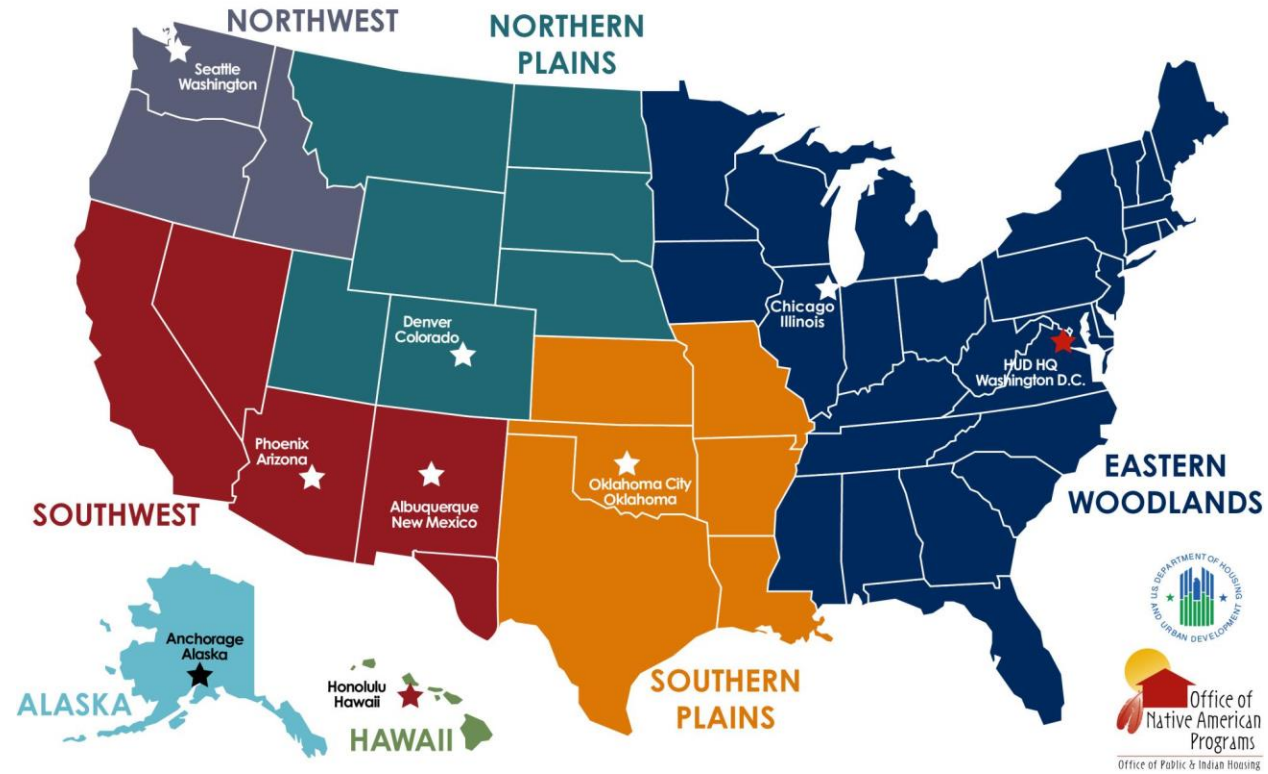 NORTHWEST
NORTHERN
PLAINS
Seattle
Washington
Denver
Colorado
Chicago
Illinois
HUD HQ
Washington D.C.
Phoenix
Arizona
Albuquerque
New Mexico
Oklahoma City
Oklahoma
SOUTHWEST
EASTERN
WOODLANDS
Anchorage
Alaska
ALASKA
Honolulu
Hawaii
HAWAII
SOUTHERN
PLAINS
U.S. DEPARTMENT OF HOUSING
AND URBAN DEVELOPMENT
Office of
Native American
Programs
Office of Public & Indian Housing